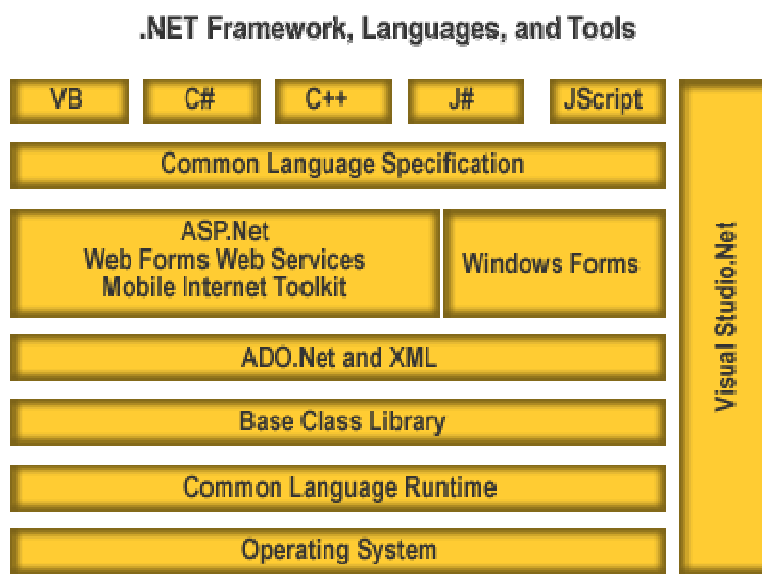 .NET Framework, Languages, and Tools
VB
C#
C++
J#
JScript
Common Language Specification
ASP.Net
Web Forms Web Services
Mobile Internet Toolkit
Windows Forms
ADO.Net and XML
Base Class Library
Common Language Runtime
Operating System
Visual Studio.Net